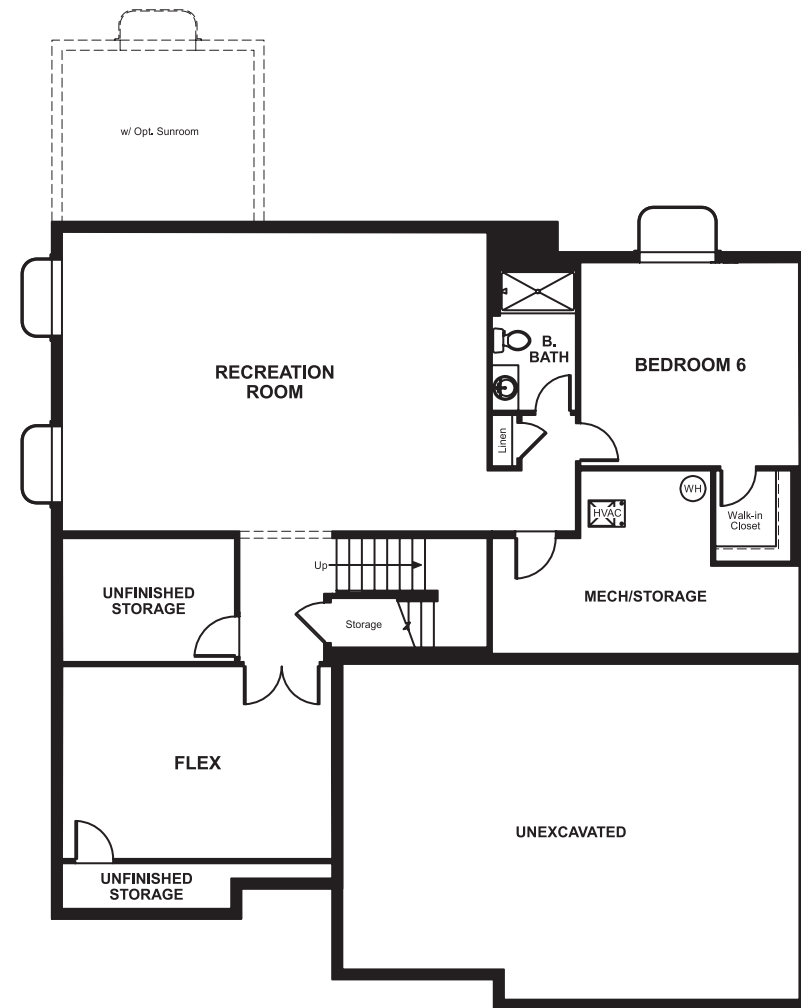 w/ Opt. Sunroom
RECREATION
ROOM
B.
BATH
BEDROOM 6
Linen
WH
HVAC
Walk-in
Closet
Up
UNFINISHED
STORAGE
MECH/STORAGE
Storage
FLEX
UNEXCAVATED
UNFINISHED
STORAGE